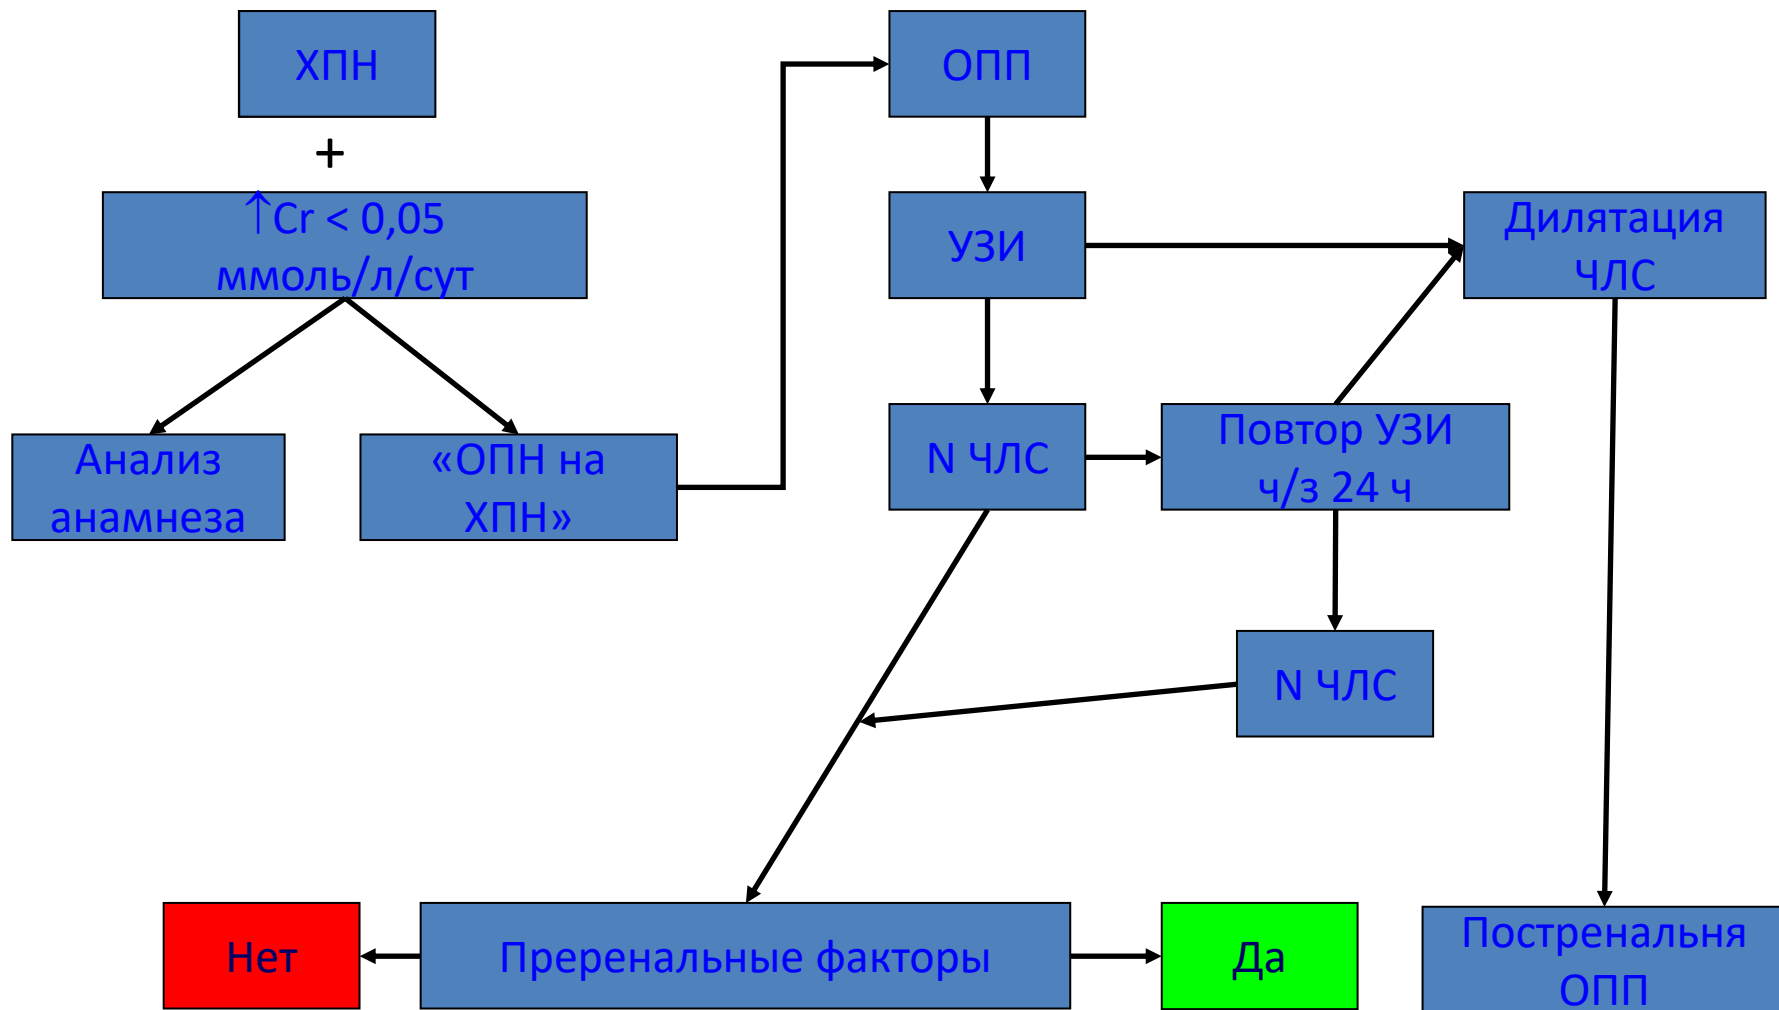 ХПН
ОПП
+
↑Cr < 0,05
ммоль/л/сут
УЗИ
Дилятация
ЧЛС
Анализ
анамнеза
«ОПН на
ХПН»
N ЧЛС
Повтор УЗИ
ч/з 24 ч
N ЧЛС
Нет
Преренальные факторы
Да
Постренальня
ОПП